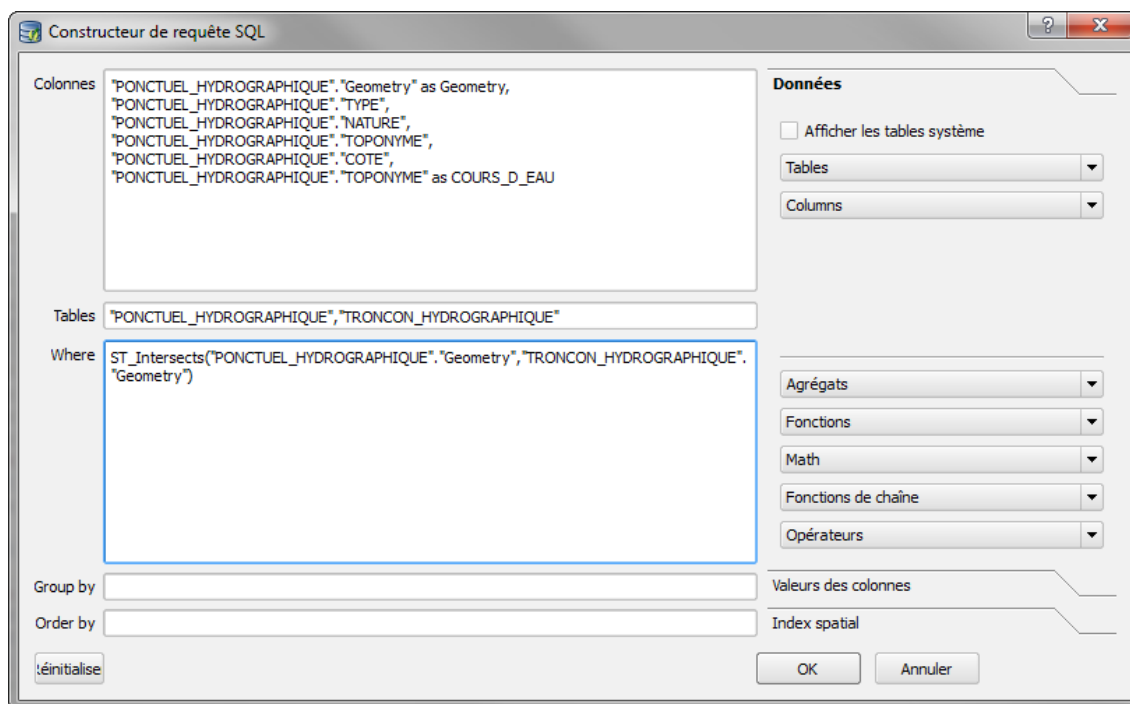 Constructeur de requête SQL
Colonnes
"PONCTUEL_HYDROGRAPHIQUE"."Geometry" as Geometry,
"PONCTUEL_HYDROGRAPHIQUE"."TYPE",
"PONCTUEL_HYDROGRAPHIQUE"."NATURE",
"PONCTUEL_HYDROGRAPHIQUE"."TOPONYME",
"PONCTUEL_HYDROGRAPHIQUE"."COTE",
"PONCTUEL_HYDROGRAPHIQUE"."TOPONYME" as COURS_D_EAU
Données
Afficher les tables système
Tables
Columns
Tables
"PONCTUEL_HYDROGRAPHIQUE","TRONCON_HYDROGRAPHIQUE"
Where
ST_Intersects("PONCTUEL_HYDROGRAPHIQUE"."Geometry","TRONCON_HYDROGRAPHIQUE".
"Geometry")
Agrégats
Fonctions
Math
Fonctions de chaîne
Opérateurs
Group by
Valeurs des colonnes
Order by
Index spatial
éinitialise
OK
Annuler